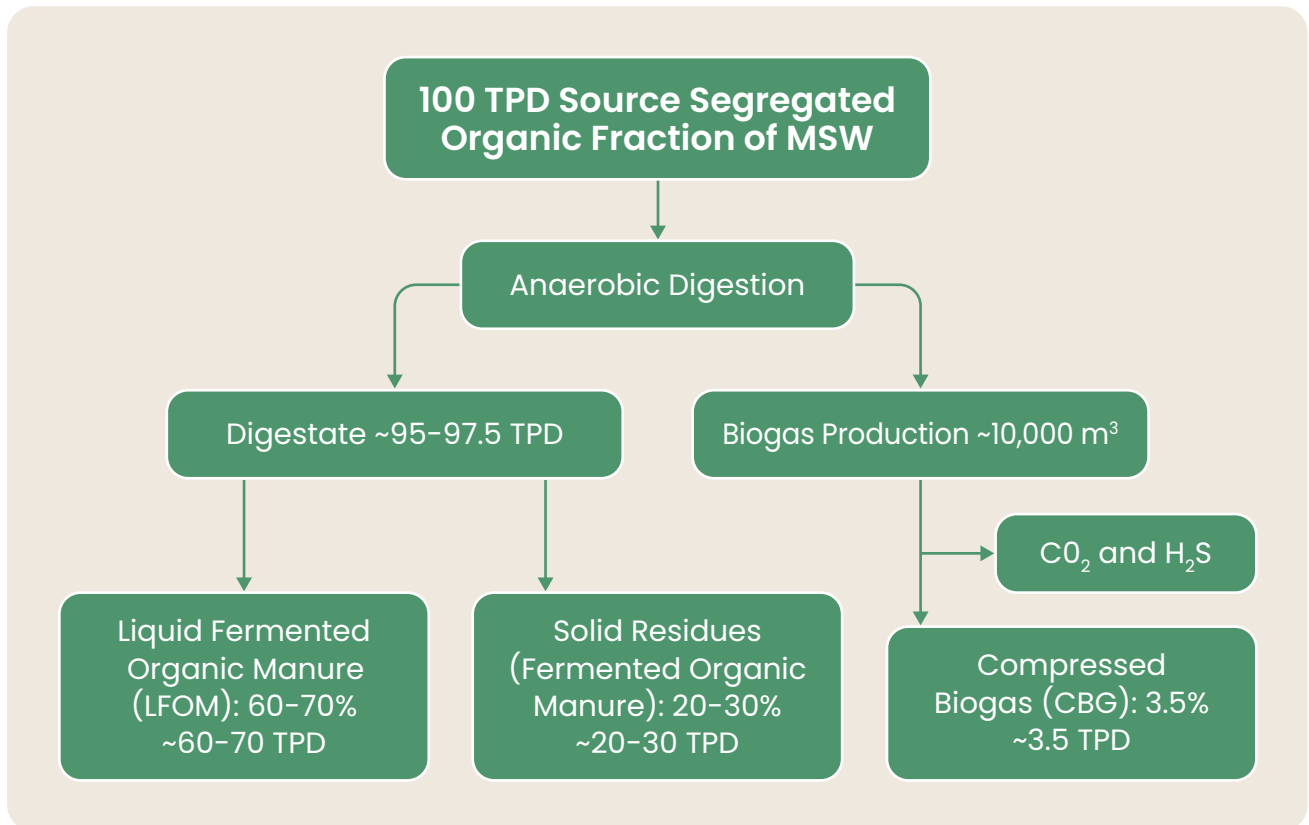 100 TPD Source Segregated
Organic Fraction of MSW
Anaerobic Digestion
Digestate ~95-97.5 TPD
Biogas Production ~10,000 m³
C0₂ and H₂S
Liquid Fermented
Organic Manure
(LFOM): 60-70%
~60-70 TPD
Solid Residues
(Fermented Organic
Manure): 20-30%
~20-30 TPD
Compressed
Biogas (CBG): 3.5%
~3.5 TPD